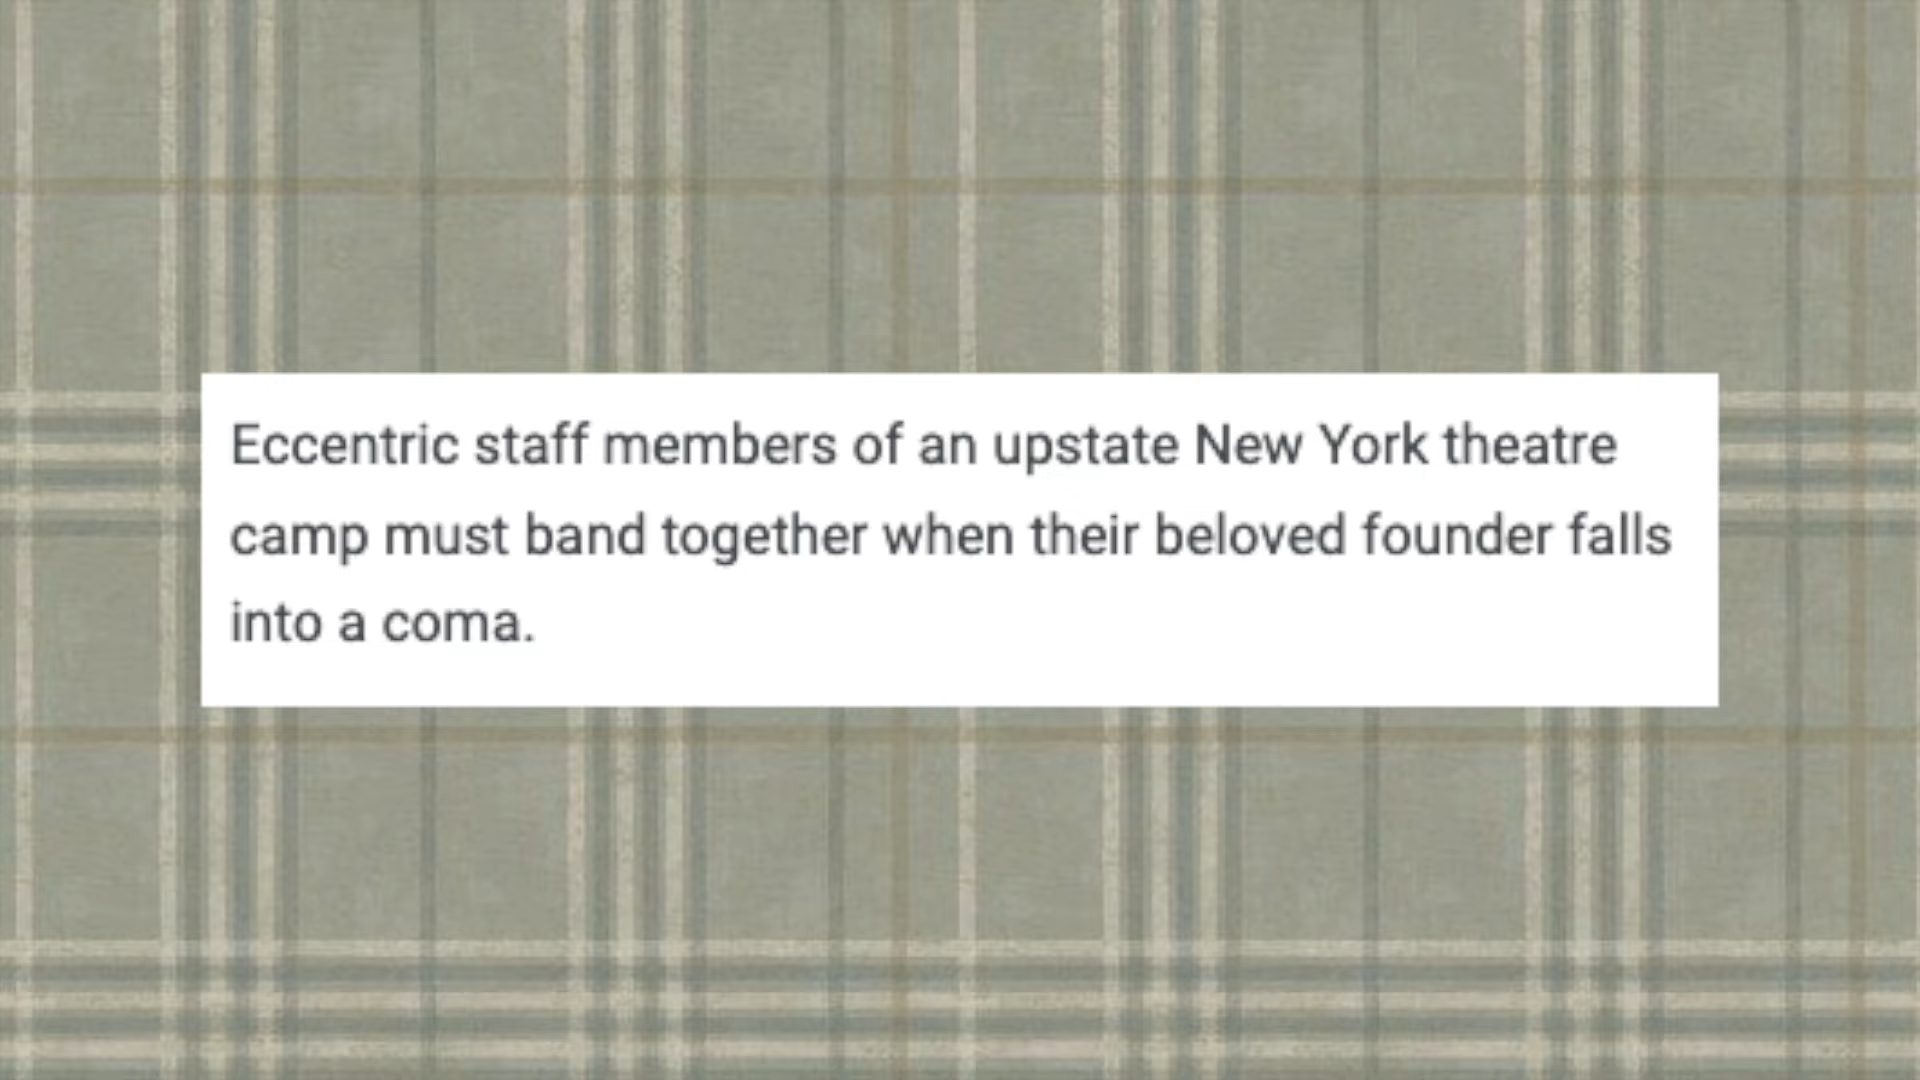 Eccentric staff members of an upstate New York theatre
camp must band together when their beloved founder falls
into a coma.